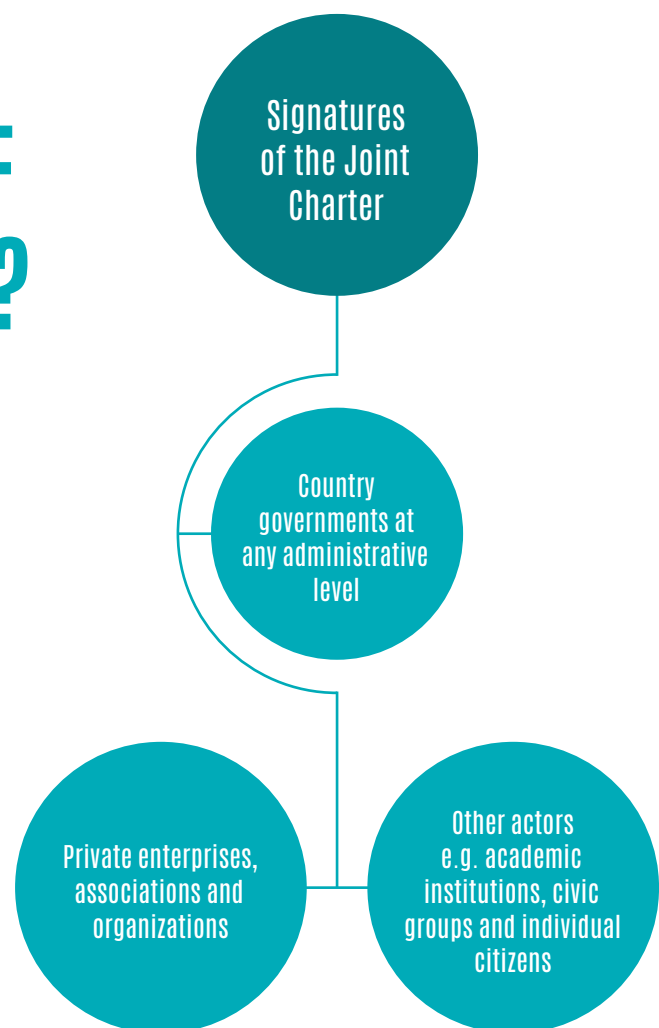 ?
Signatures
of the Joint
Charter
Country
governments at
any administrative
level
Private enterprises,
associations and
organizations
Other actors
e.g. academic
institutions, civic
groups and individual
citizens